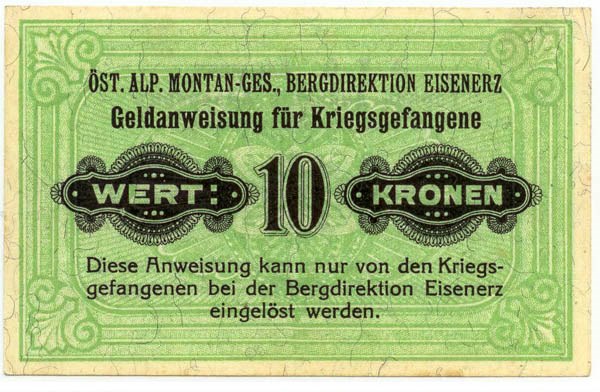 ÖST. ALP. MONTAN-GES., BERGDIREKTION EISENERZ
Geldanweisung für Kriegsgefangene
WERT: 10 KRONEN
Diese Anweisung kann nur von den Kriegs-
gefangenen bei der Bergdirektion Eisenerz
eingelöst werden.